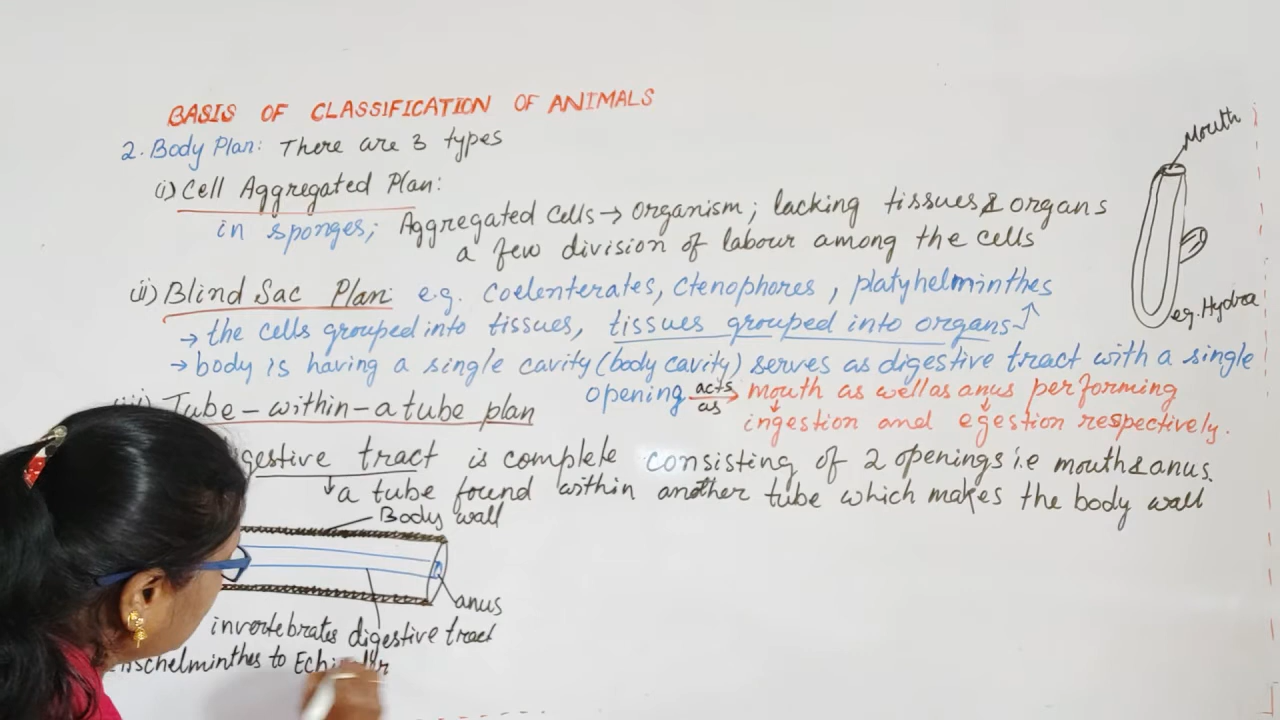 BASIS OF CLASSIFICATION OF ANIMALS
2. Body Plan: There are 3 types
(i) Cell Aggregated Plan:
in sponges; Aggregated cells → organism; lacking tissues & organs
a few division of labour among the cells
ii) Blind Sac Plan e.g. coelenterates, ctenophores, platyhelminthes
→ the cells grouped into tissues, tissues grouped into organs
→ body is having a single cavity (body cavity) serves as digestive tract with a single
opening acts as → mouth as well as anus performing
ingestion and egestion respectively.
iii) Tube-within-a tube plan
gestive tract is complete consisting of 2 openings i.e mouth & anus.
a tube found within another tube which makes the body wall
Body wall
anus
invertebrates digestive tract
schelminthes to Echin
Mouth
eg. Hydra